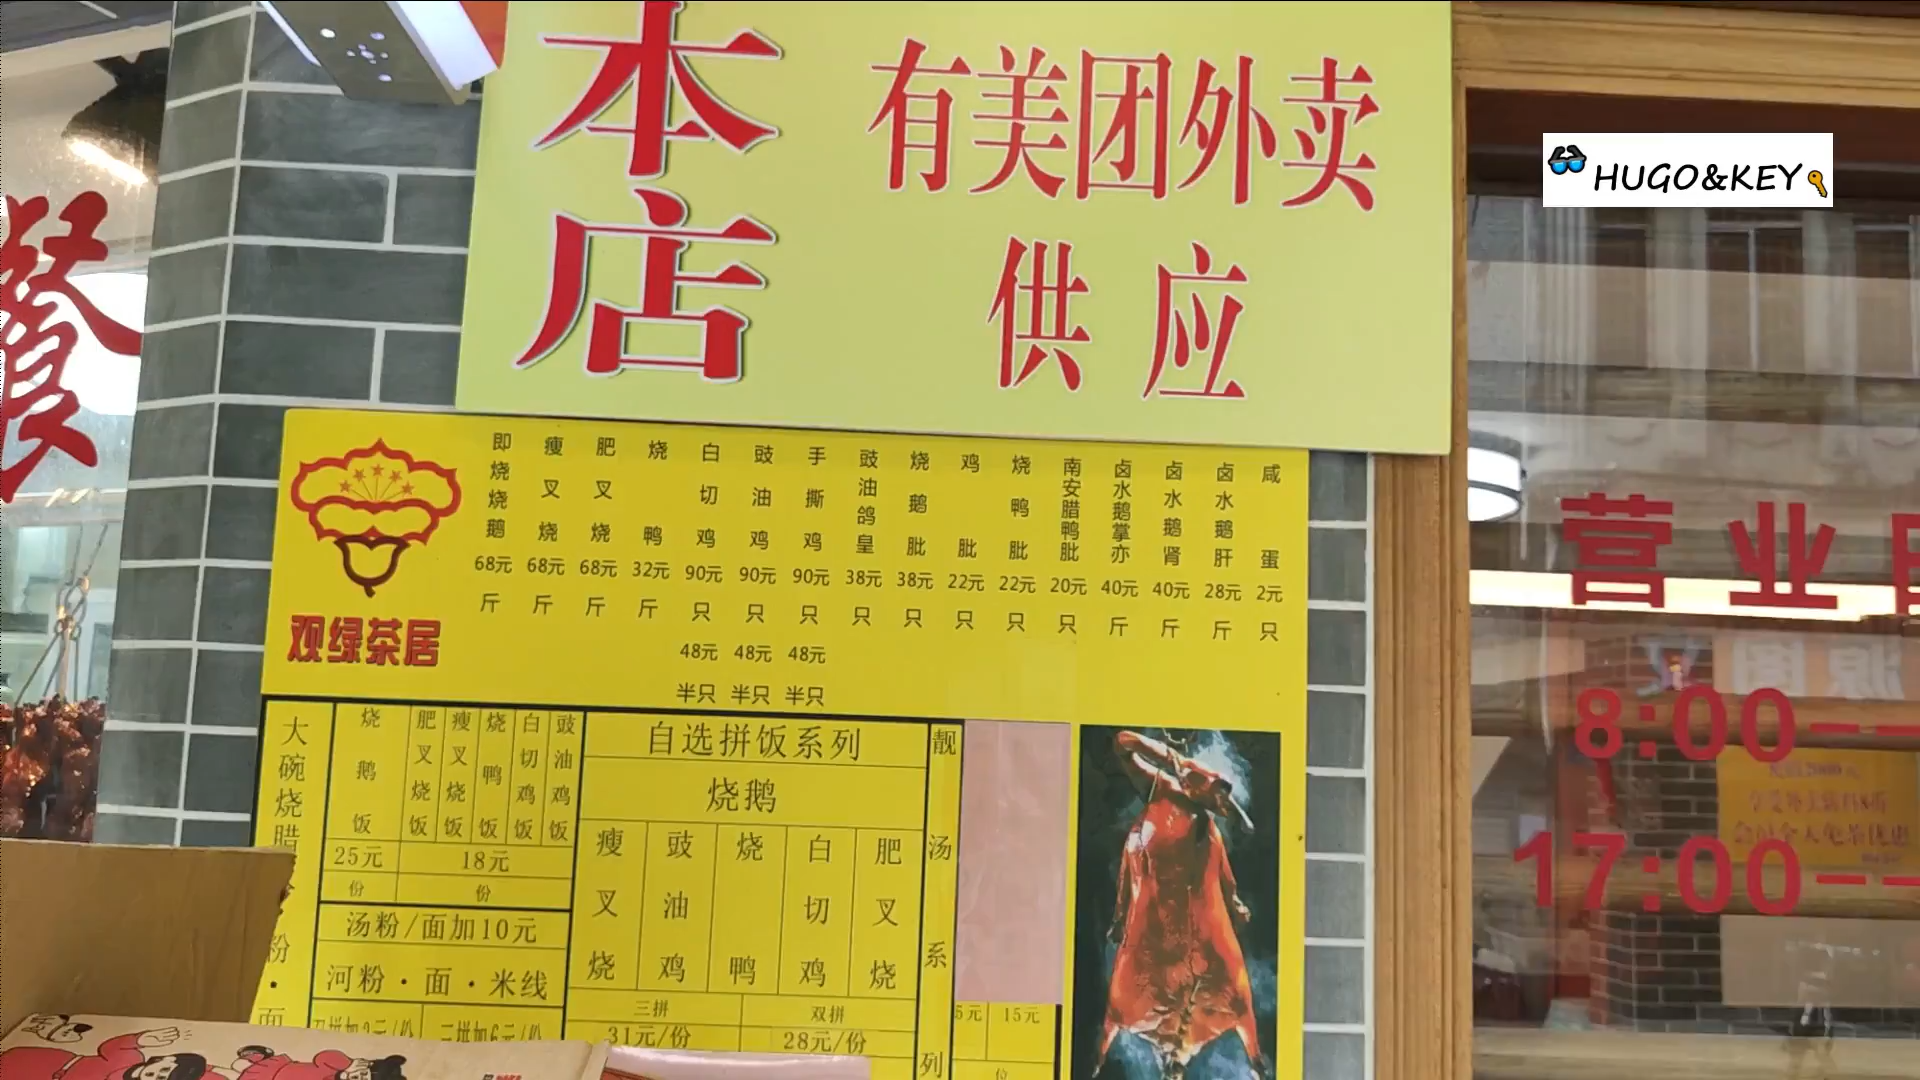 本店
有美团外卖
供应
HUGO&KEY
餐
观绿茶居
即烧烧鹅 68元 斤
瘦叉烧 68元 斤
肥叉烧 68元 斤
烧鸭 32元 斤
白切鸡 90元 只 48元 半只
豉油鸡 90元 只 48元 半只
手撕鸡 90元 只 48元 半只
豉油鸽皇 38元 只
烧鹅肶 38元 只
鸡肶 22元 只
烧鸭肶 22元 只
南安腊鸭肶 20元 只
卤水鹅掌亦 40元 斤
卤水鹅肾 40元 斤
卤水鹅肝 28元 斤
咸蛋 2元 只
大碗烧腊
粉·面
烧鹅饭
肥叉烧饭
瘦叉烧饭
烧鸭饭
白切鸡饭
豉油鸡饭
25元 18元
份 份
汤粉/面加10元
河粉·面·米线
自选拼饭系列
烧鹅
瘦叉烧
豉油鸡
烧鸭
白切鸡
肥叉烧
三拼 双拼
31元/份 28元/份
靓汤系列
5元 15元
位
营业
8:00--
17:00--